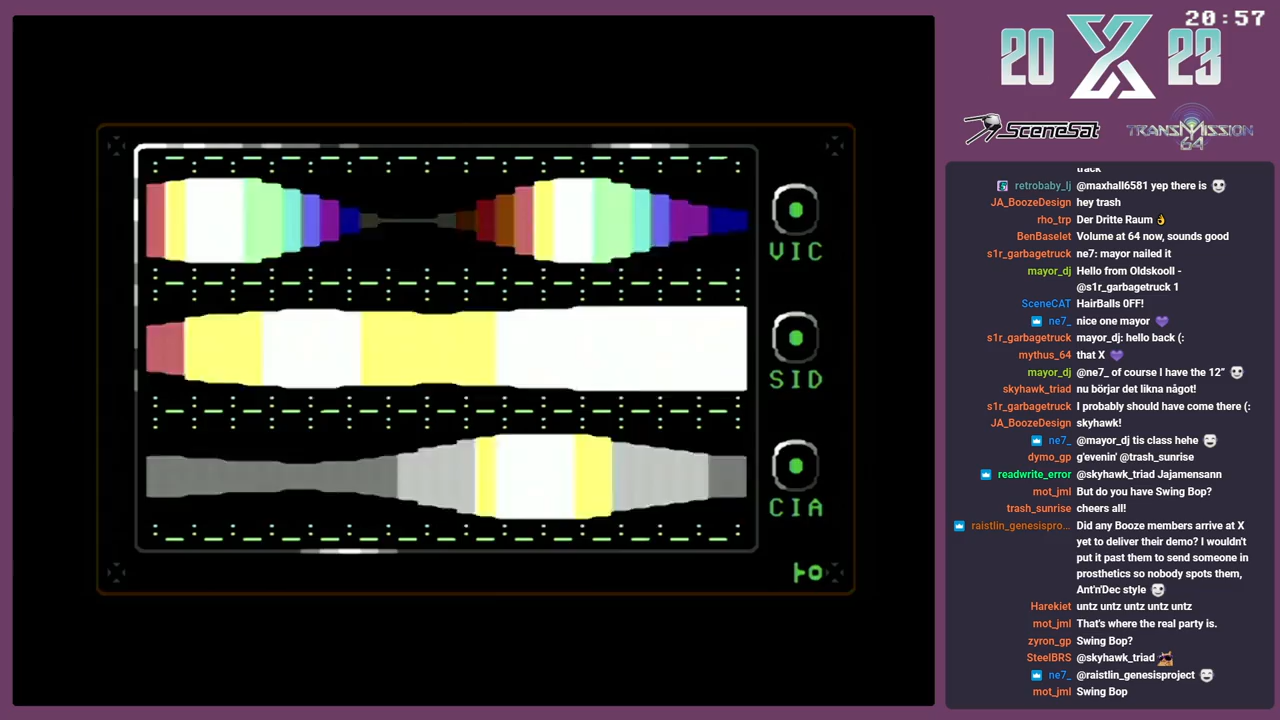 20:57
20 X 23
SCENESAT
TRANSMISSION
64
VIC
SID
CIA
track
retrobaby_lj @maxhall6581 yep there is
JA_BoozeDesign hey trash
rho_trp Der Dritte Raum 👌
BenBaselet Volume at 64 now, sounds good
s1r_garbagetruck ne7: mayor nailed it
mayor_dj Hello from Oldskooll -
@s1r_garbagetruck 1
SceneCAT HairBalls 0FF!
ne7_ nice one mayor 💜
s1r_garbagetruck mayor_dj: hello back (:
mythus_64 that X 💜
mayor_dj @ne7_ of course I have the 12"
skyhawk_triad nu börjar det likna något!
s1r_garbagetruck I probably should have come there (:
JA_BoozeDesign skyhawk!
ne7_ @mayor_dj tis class hehe
dymo_gp g'evenin' @trash_sunrise
readwrite_error @skyhawk_triad Jajamensann
mot_jml But do you have Swing Bop?
trash_sunrise cheers all!
raistlin_genesispro... Did any Booze members arrive at X
yet to deliver their demo? I wouldn't
put it past them to send someone in
prosthetics so nobody spots them,
Ant'n'Dec style
Harekiet untz untz untz untz untz
mot_jml That's where the real party is.
zyron_gp Swing Bop?
SteelBRS @skyhawk_triad
ne7_ @raistlin_genesisproject
mot_jml Swing Bop